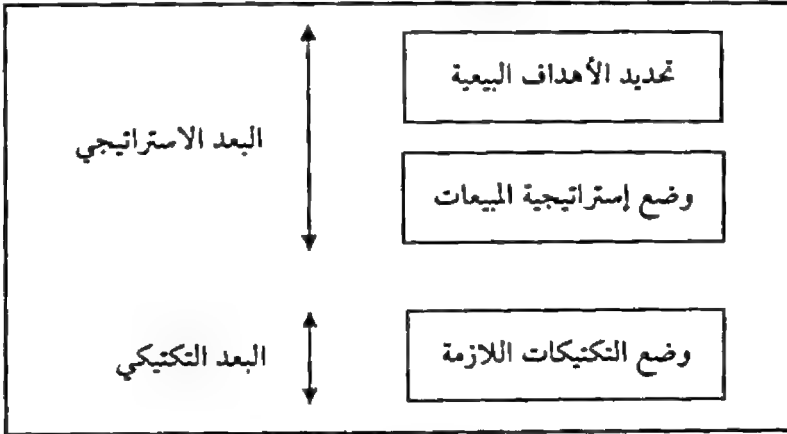 تحديد الأهداف البيعية
البعد الاستراتيجي
وضع إستراتيجية المبيعات
وضع التكتيكات اللازمة
البعد التكتيكي